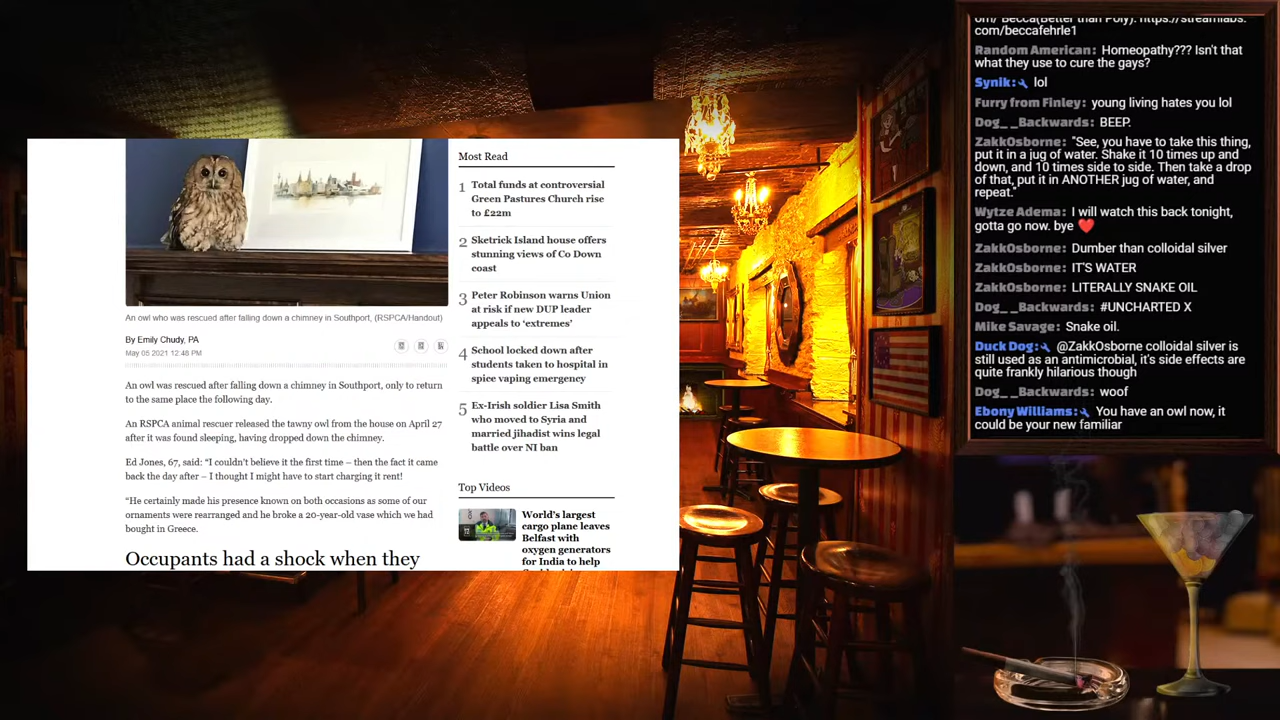 An owl who was rescued after falling down a chimney in Southport, (RSPCA/Handout)
By Emily Chudy, PA
May 05 2021 12:46 PM
An owl was rescued after falling down a chimney in Southport, only to return
to the same place the following day.
An RSPCA animal rescuer released the tawny owl from the house on April 27
after it was found sleeping, having dropped down the chimney.
Ed Jones, 67, said: “I couldn’t believe it the first time – then the fact it came
back the day after – I thought I might have to start charging it rent!
“He certainly made his presence known on both occasions as some of our
ornaments were rearranged and he broke a 20-year-old vase which we had
bought in Greece.
Occupants had a shock when they
Most Read
1 Total funds at controversial
Green Pastures Church rise
to £22m
2 Sketrick Island house offers
stunning views of Co Down
coast
3 Peter Robinson warns Union
at risk if new DUP leader
appeals to ‘extremes’
4 School locked down after
students taken to hospital in
spice vaping emergency
5 Ex-Irish soldier Lisa Smith
who moved to Syria and
married jihadist wins legal
battle over NI ban
Top Videos
World’s largest
cargo plane leaves
Belfast with
oxygen generators
for India to help
om/ Becca(Better than Poly): https://streamlabs.
com/beccafehrle1
Random American: Homeopathy??? Isn't that
what they use to cure the gays?
Synik: lol
Furry from Finley: young living hates you lol
Dog__Backwards: BEEP.
ZakkOsborne: "See, you have to take this thing,
put it in a jug of water. Shake it 10 times up and
down, and 10 times side to side. Then take a drop
of that, put it in ANOTHER jug of water, and
repeat."
Wytze Adema: I will watch this back tonight,
gotta go now. bye ❤️
ZakkOsborne: Dumber than colloidal silver
ZakkOsborne: IT'S WATER
ZakkOsborne: LITERALLY SNAKE OIL
Dog__Backwards: #UNCHARTED X
Mike Savage: Snake oil.
Duck Dog: @ZakkOsborne colloidal silver is
still used as an antimicrobial, it's side effects are
quite frankly hilarious though
Dog__Backwards: woof
Ebony Williams: You have an owl now, it
could be your new familiar